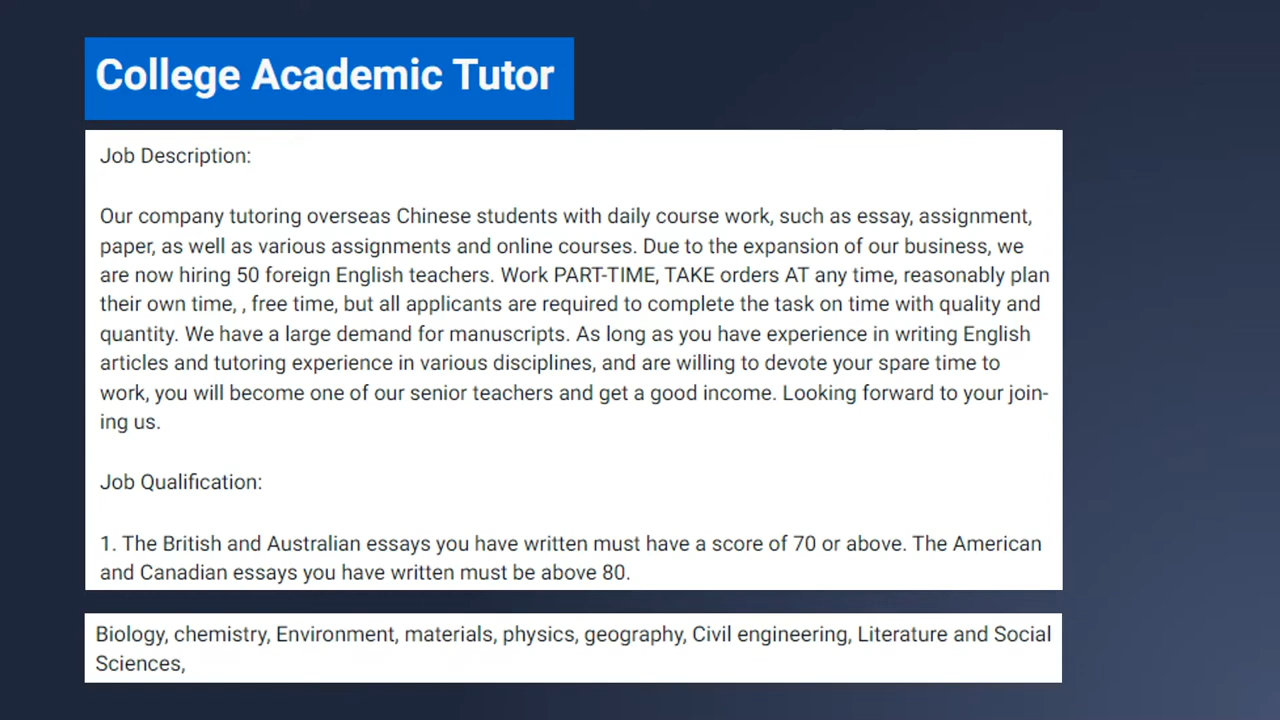 College Academic Tutor
Job Description:
Our company tutoring overseas Chinese students with daily course work, such as essay, assignment,
paper, as well as various assignments and online courses. Due to the expansion of our business, we
are now hiring 50 foreign English teachers. Work PART-TIME, TAKE orders AT any time, reasonably plan
their own time, , free time, but all applicants are required to complete the task on time with quality and
quantity. We have a large demand for manuscripts. As long as you have experience in writing English
articles and tutoring experience in various disciplines, and are willing to devote your spare time to
work, you will become one of our senior teachers and get a good income. Looking forward to your join-
ing us.
Job Qualification:
1. The British and Australian essays you have written must have a score of 70 or above. The American
and Canadian essays you have written must be above 80.
Biology, chemistry, Environment, materials, physics, geography, Civil engineering, Literature and Social
Sciences,